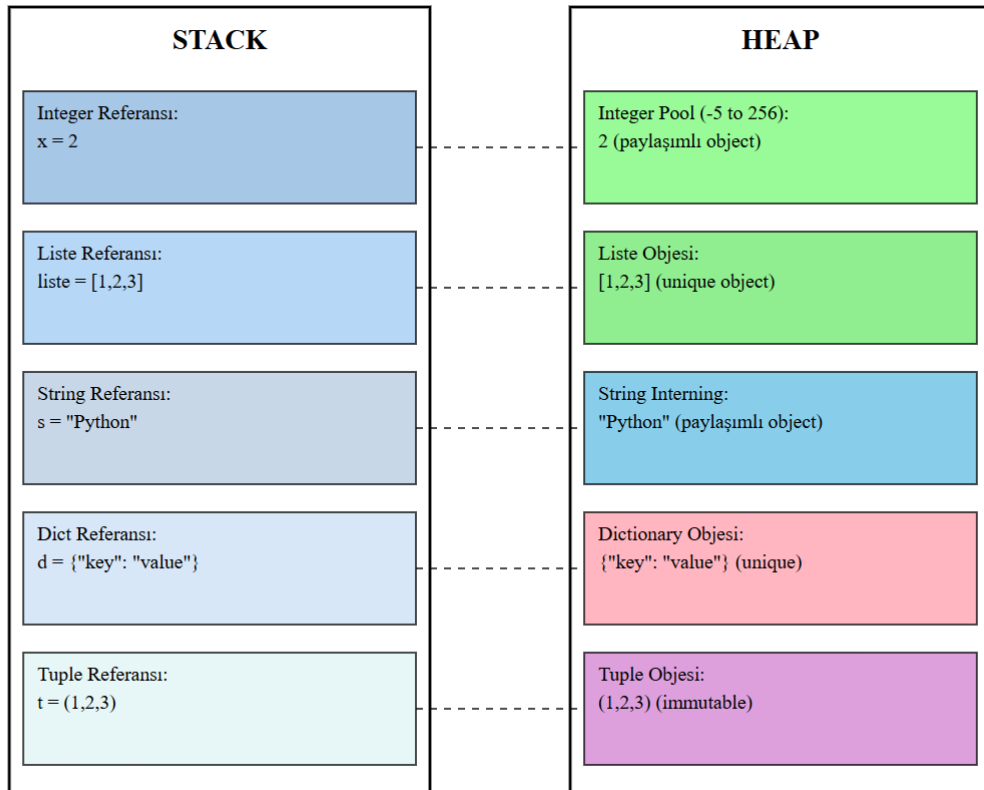 STACK
Integer Referansı:
x = 2
Liste Referansı:
liste = [1,2,3]
String Referansı:
s = "Python"
Dict Referansı:
d = {"key": "value"}
Tuple Referansı:
t = (1,2,3)
HEAP
Integer Pool (-5 to 256):
2 (paylaşımlı object)
Liste Objesi:
[1,2,3] (unique object)
String Interning:
"Python" (paylaşımlı object)
Dictionary Objesi:
{"key": "value"} (unique)
Tuple Objesi:
(1,2,3) (immutable)